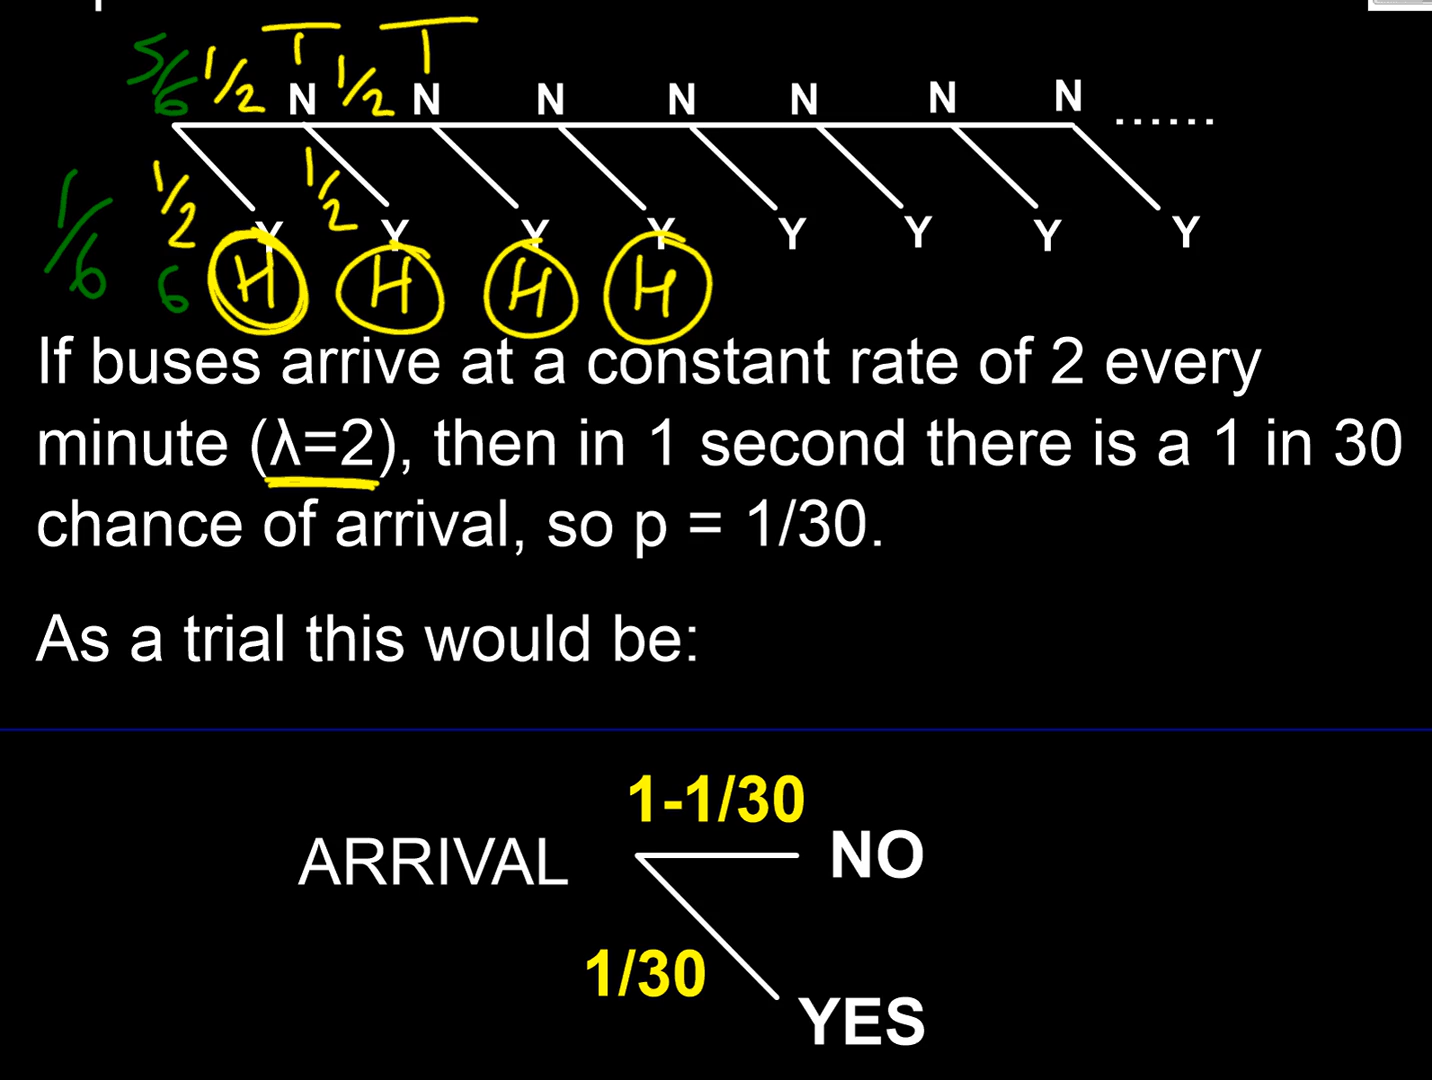 5/6 1/2 T 1/2 T
N N N N N N N ......
1/6 1/2 1/2
Y Y Y Y Y Y Y Y
6 H H H H
If buses arrive at a constant rate of 2 every
minute (λ=2), then in 1 second there is a 1 in 30
chance of arrival, so p = 1/30.
As a trial this would be:
1-1/30
ARRIVAL NO
1/30
YES